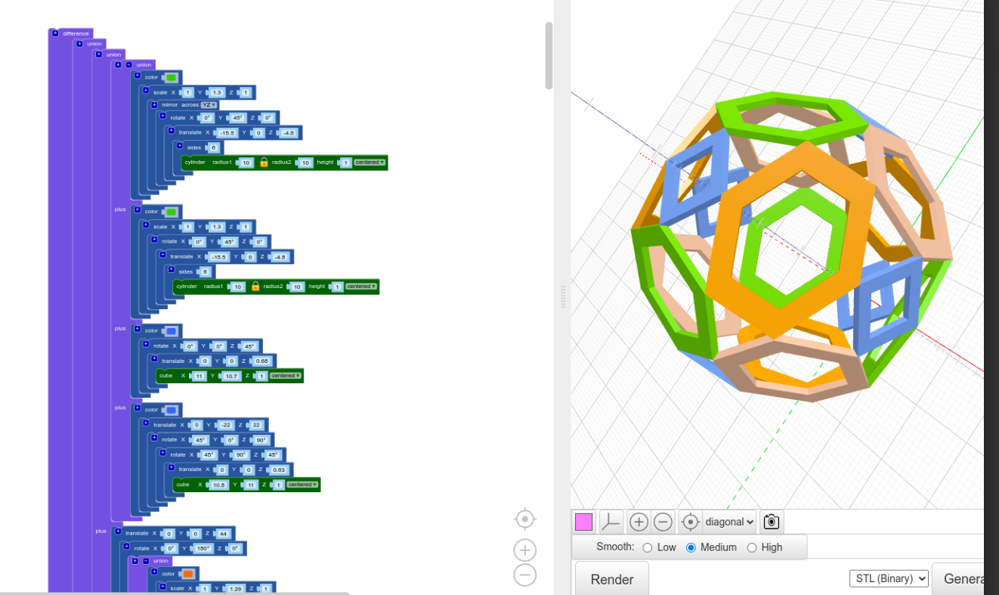 difference
union
union
union
color
scale X 1 Y 1.3 Z 1
mirror across YZ ▾
rotate X 0° Y 45° Z 0°
translate X -15.5 Y 0 Z -4.8
sides 6
cylinder radius1 10 radius2 10 height 1 centered ▾
plus
color
scale X 1 Y 1.3 Z 1
rotate X 0° Y 45° Z 0°
translate X -15.5 Y 0 Z -4.8
sides 6
cylinder radius1 10 radius2 10 height 1 centered ▾
plus
color
rotate X 0° Y 0° Z 45°
translate X 0 Y 0 Z 0.65
cube X 11 Y 10.7 Z 1 centered ▾
plus
color
translate X 0 Y -22 Z 22
rotate X 45° Y 0° Z 90°
rotate X 45° Y 90° Z 45°
translate X 0 Y 0 Z 0.63
cube X 10.5 Y 11 Z 1 centered ▾
plus
translate X 0 Y 0 Z 44
rotate X 0° Y 180° Z 0°
union
color
scale X 1 Y 1.29 Z 1
diagonal
Smooth: Low Medium High
Render
STL (Binary)
Genera